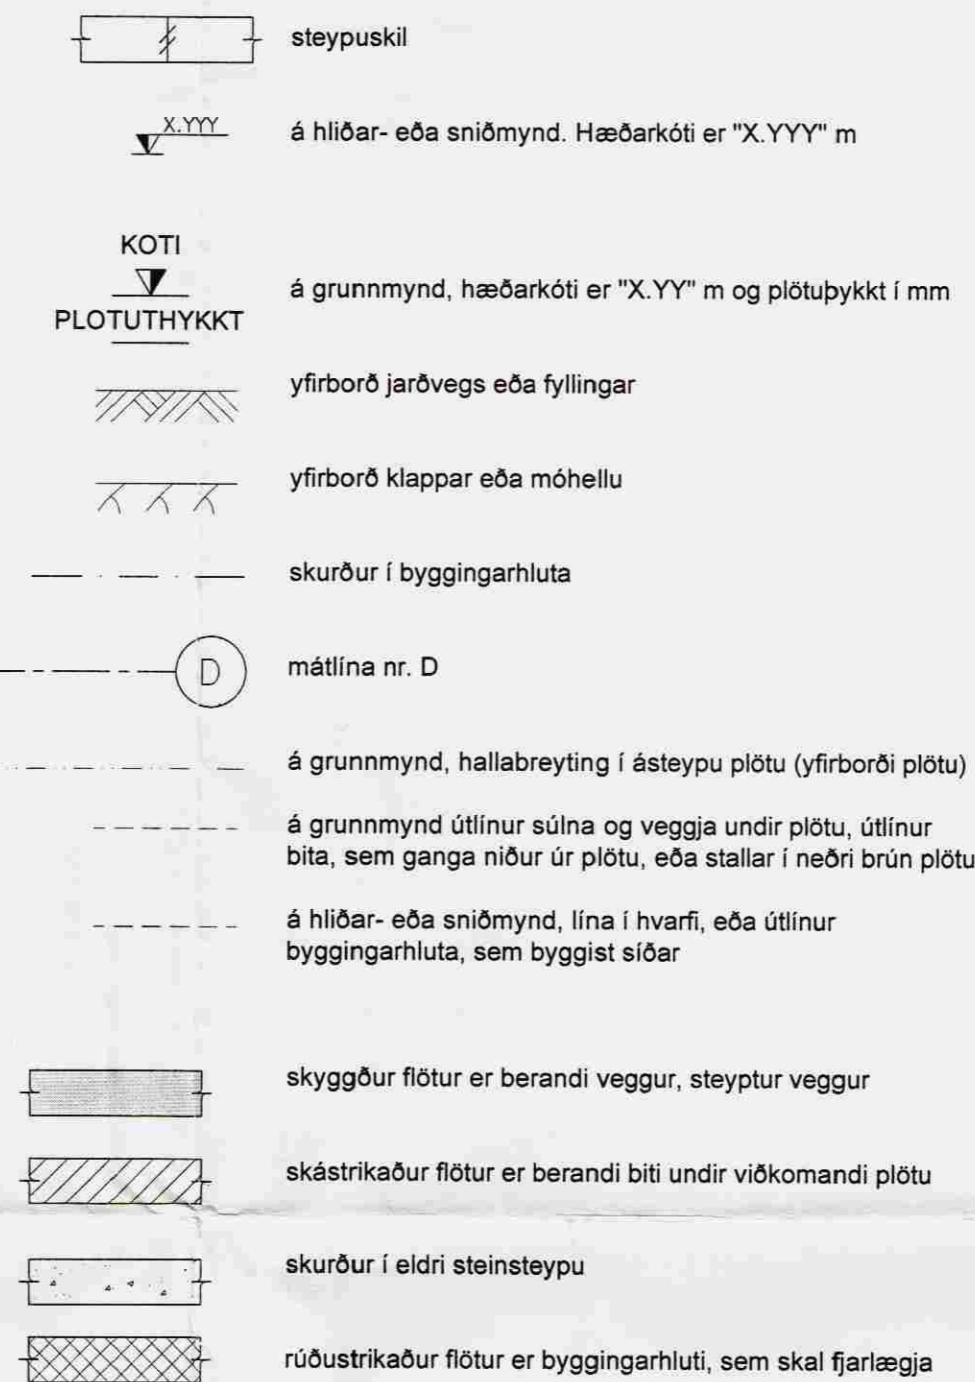 steypuskil
X.YYY
á hliðar- eða sniðmynd. Hæðarkóti er "X.YYY" m
KOTI
PLOTUTHYKKT
á grunnmynd, hæðarkóti er "X.YY" m og plötuþykkt í mm
yfirborð jarðvegs eða fyllingar
yfirborð klappar eða móhellu
skurður í byggingarhluta
D
mátlína nr. D
á grunnmynd, hallabreyting í ásteypu plötu (yfirborði plötu)
á grunnmynd útlínur súlna og veggja undir plötu, útlínur
bita, sem ganga niður úr plötu, eða stallar í neðri brún plötu
á hliðar- eða sniðmynd, lína í hvarfi, eða útlínur
byggingarhluta, sem byggist síðar
skyggður flötur er berandi veggur, steyptur veggur
skástrikaður flötur er berandi biti undir viðkomandi plötu
skurður í eldri steinsteypu
rúðustrikaður flötur er byggingarhluti, sem skal fjarlægja